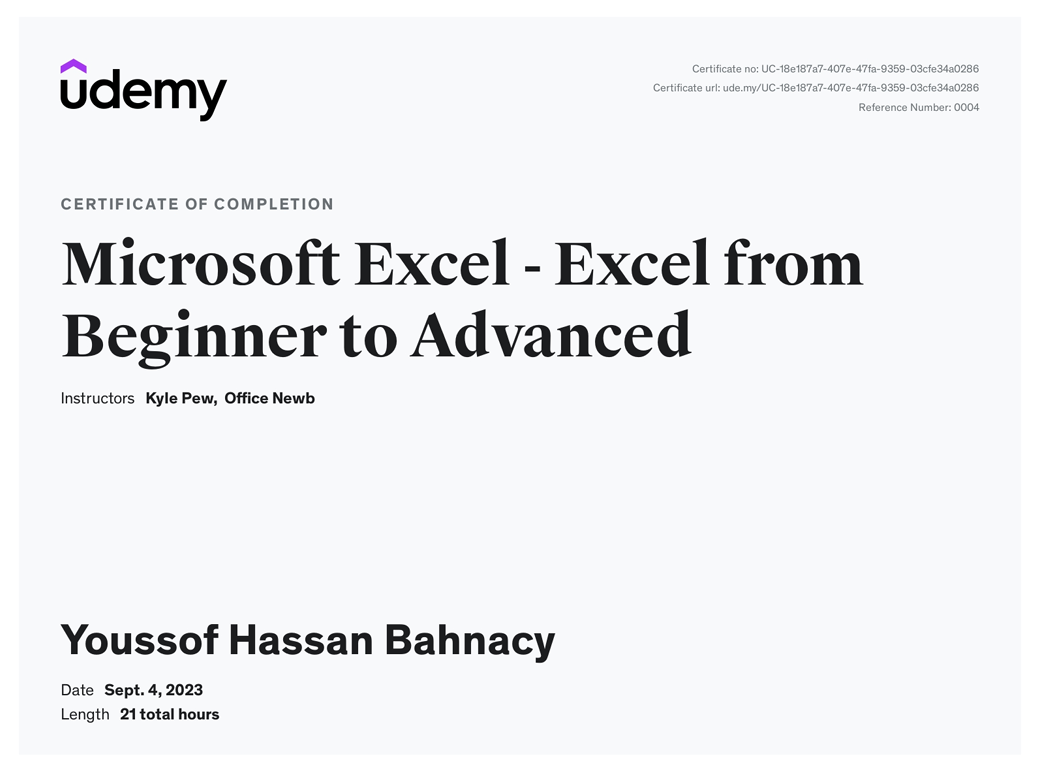 udemy
Certificate no: UC-18e187a7-407e-47fa-9359-03cfe34a0286
Certificate url: ude.my/UC-18e187a7-407e-47fa-9359-03cfe34a0286
Reference Number: 0004
CERTIFICATE OF COMPLETION
Microsoft Excel - Excel from
Beginner to Advanced
Instructors Kyle Pew, Office Newb
Youssof Hassan Bahnacy
Date Sept. 4, 2023
Length 21 total hours